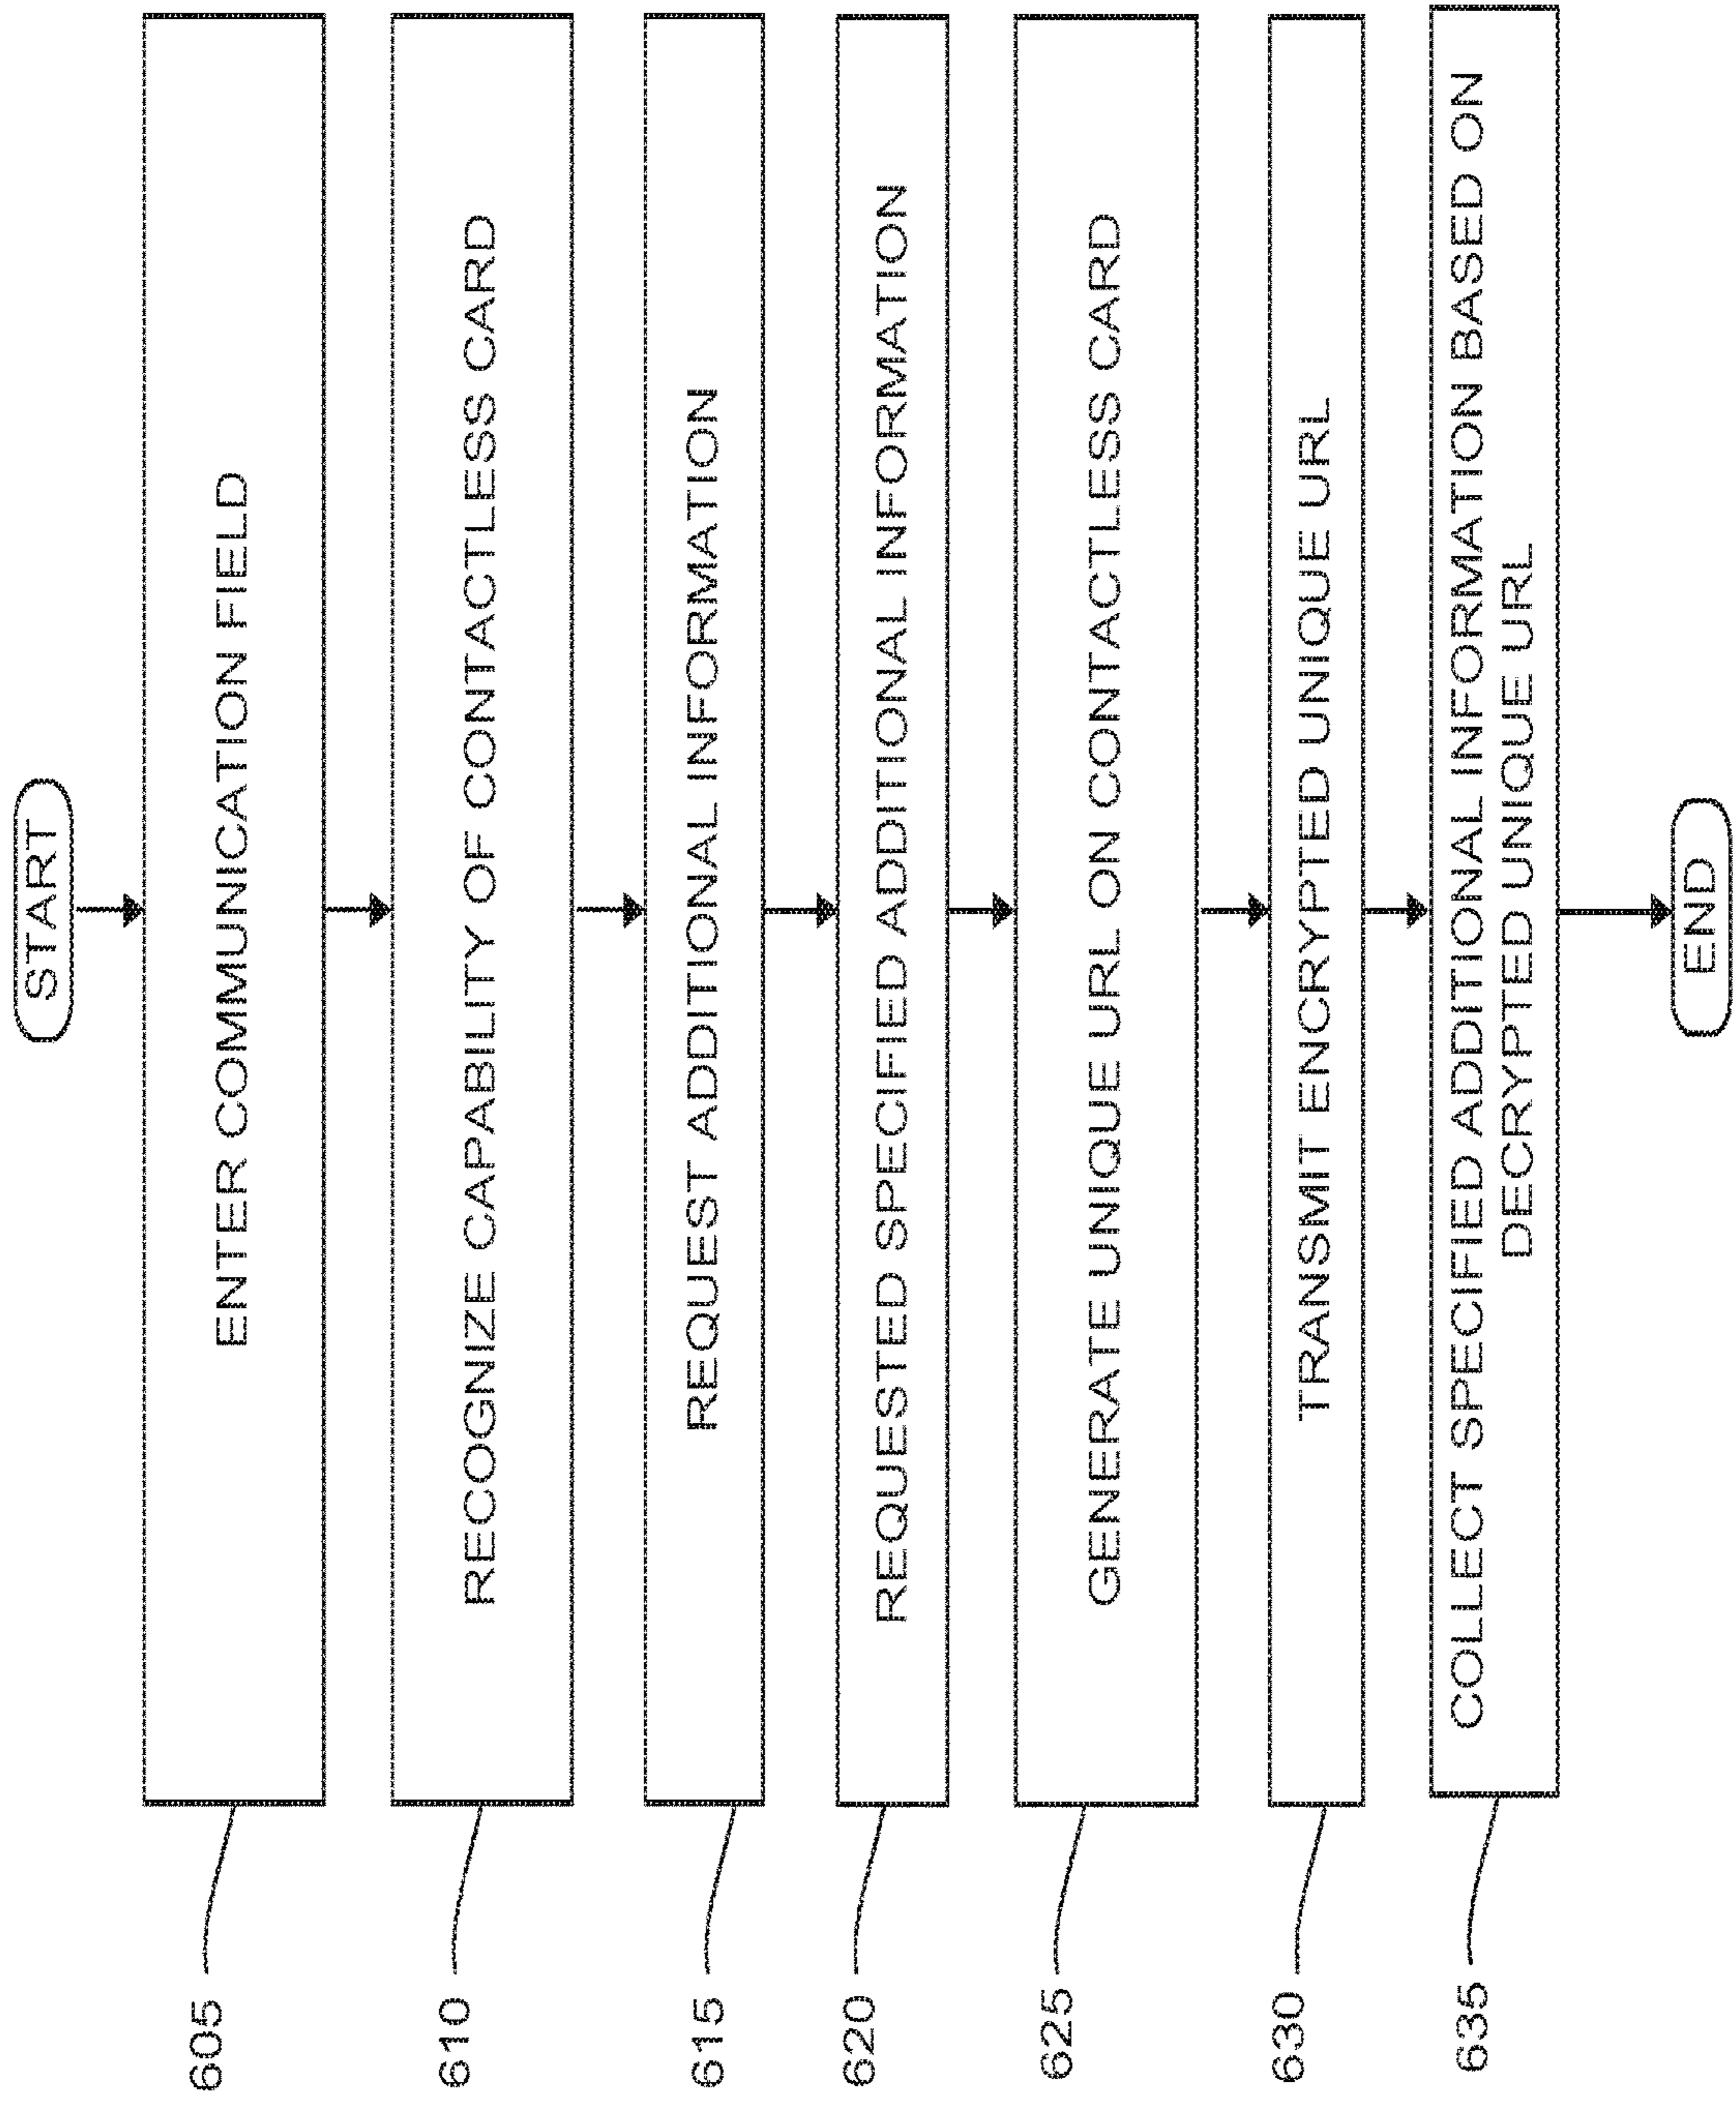 START
605
ENTER COMMUNICATION FIELD
610
RECOGNIZE CAPABILITY OF CONTACTLESS CARD
615
REQUEST ADDITIONAL INFORMATION
620
REQUESTED SPECIFIED ADDITIONAL INFORMATION
625
GENERATE UNIQUE URL ON CONTACTLESS CARD
630
TRANSMIT ENCRYPTED UNIQUE URL
635
COLLECT SPECIFIED ADDITIONAL INFORMATION BASED ON
DECRYPTED UNIQUE URL
END